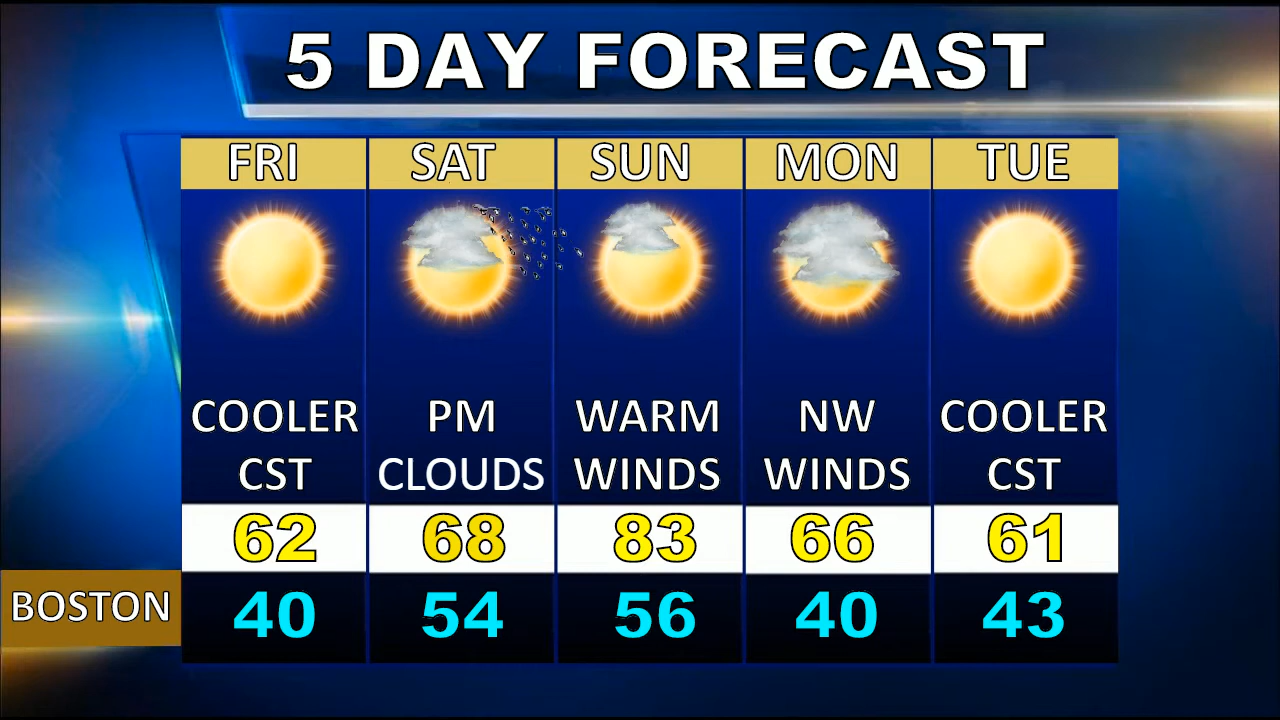 5 DAY FORECAST
FRI SAT SUN MON TUE
COOLER PM WARM NW COOLER
CST CLOUDS WINDS WINDS CST
62 68 83 66 61
BOSTON 40 54 56 40 43